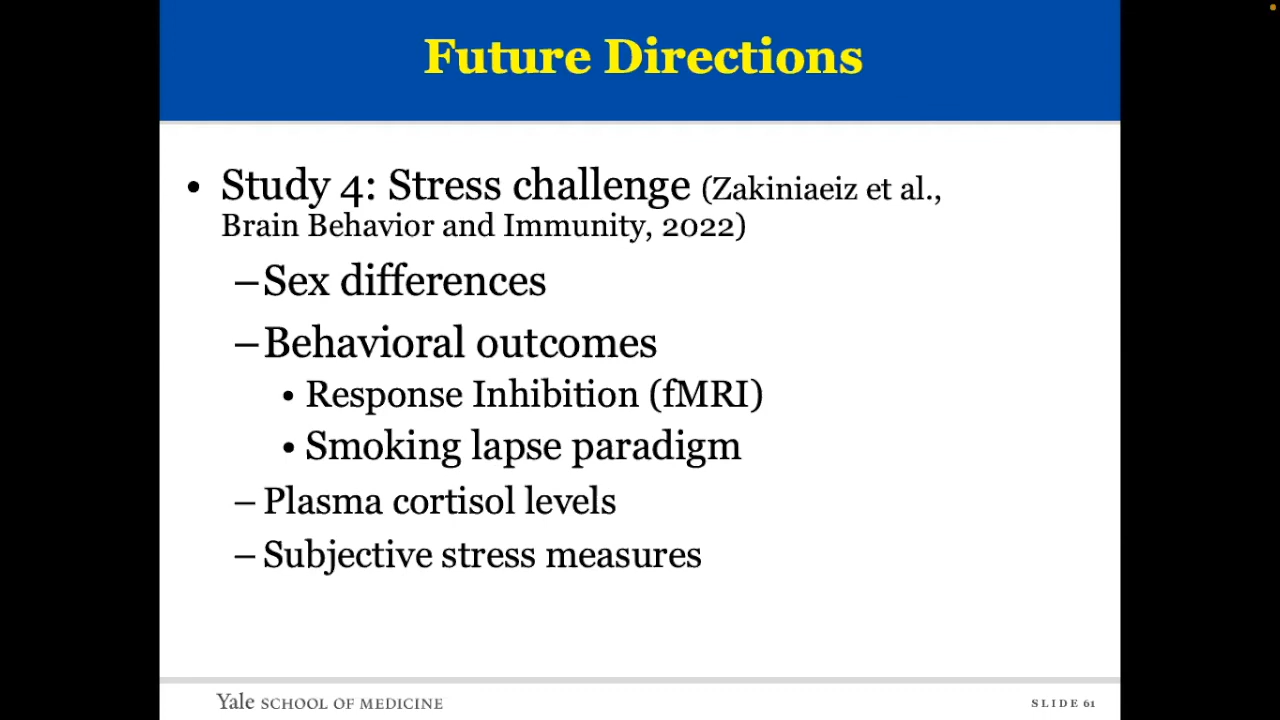 Future Directions
• Study 4: Stress challenge (Zakiniaeiz et al.,
Brain Behavior and Immunity, 2022)
–Sex differences
–Behavioral outcomes
• Response Inhibition (fMRI)
• Smoking lapse paradigm
– Plasma cortisol levels
– Subjective stress measures
Yale SCHOOL OF MEDICINE
SLIDE 61